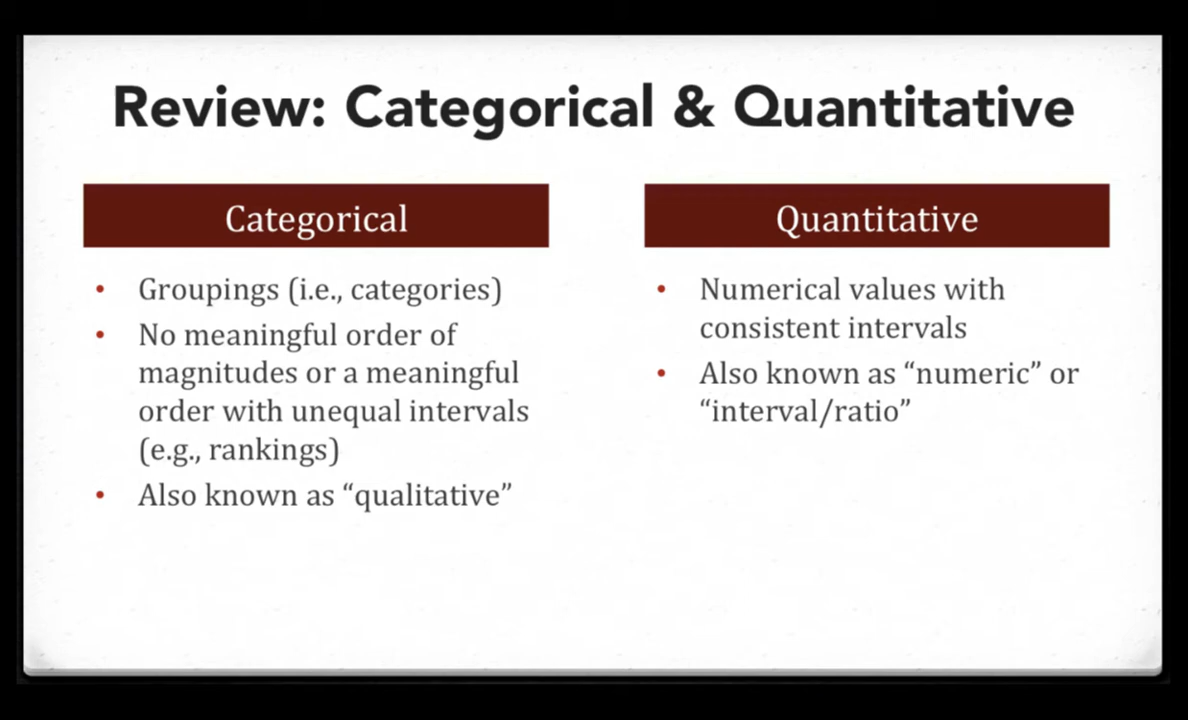 Review: Categorical & Quantitative
Categorical
• Groupings (i.e., categories)
• No meaningful order of
magnitudes or a meaningful
order with unequal intervals
(e.g., rankings)
• Also known as “qualitative”
Quantitative
• Numerical values with
consistent intervals
• Also known as “numeric” or
“interval/ratio”